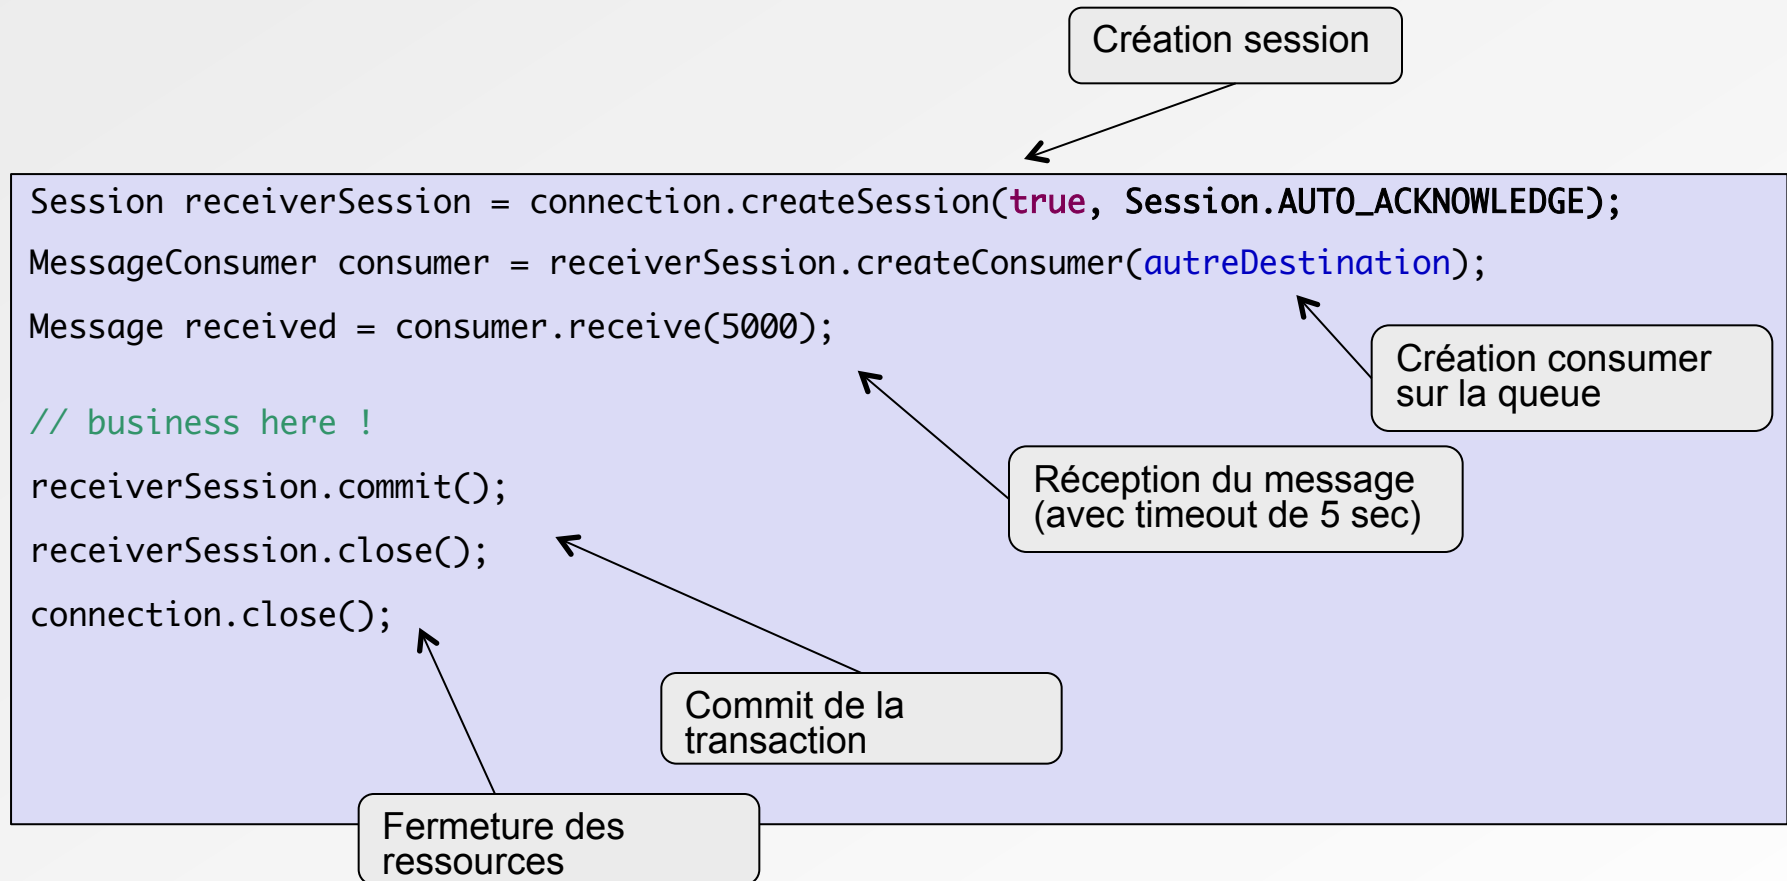 Création session
Session receiverSession = connection.createSession(true, Session.AUTO_ACKNOWLEDGE);
MessageConsumer consumer = receiverSession.createConsumer(autreDestination);
Message received = consumer.receive(5000);
Création consumer
sur la queue
// business here !
Réception du message
(avec timeout de 5 sec)
receiverSession.commit();
receiverSession.close();
connection.close();
Commit de la
transaction
Fermeture des
ressources